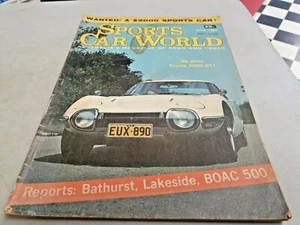 WANTED: A $2000 SPORTS CAR!
SPORTS
CAR WORLD
We drive
Toyota 2000 GT!
EUX·890
Reports: Bathurst, Lakeside, BOAC 500